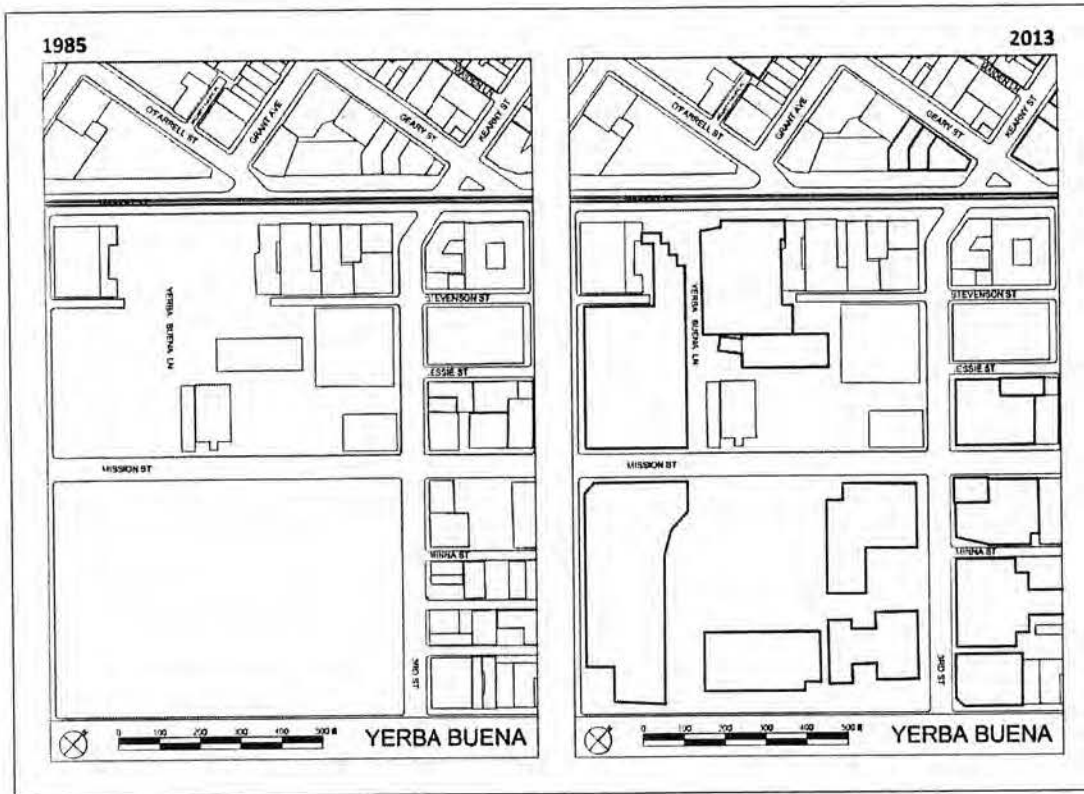 1985
O'FARRELL ST
GRANT AVE
GEARY ST
KEARNY ST
YERBA BUENA LN
STEVENSON ST
JESSIE ST
MISSION ST
MINNA ST
3RD ST
0 100 200 300 400 500 ft
YERBA BUENA
2013
O'FARRELL ST
GRANT AVE
GEARY ST
KEARNY ST
YERBA BUENA LN
STEVENSON ST
JESSIE ST
MISSION ST
MINNA ST
3RD ST
0 100 200 300 400 500 ft
YERBA BUENA